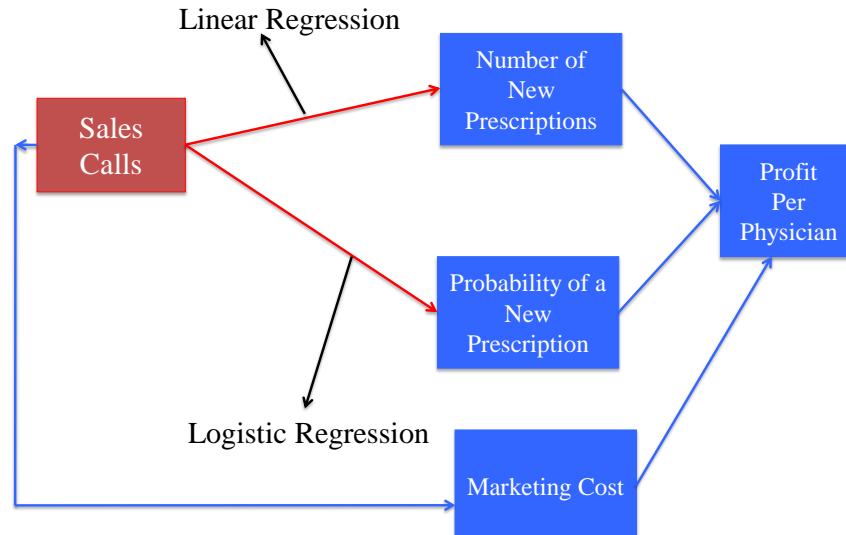 Linear Regression
Number of
New
Prescriptions
Sales
Calls
Profit
Per
Physician
Probability of a
New
Prescription
Logistic Regression
Marketing Cost